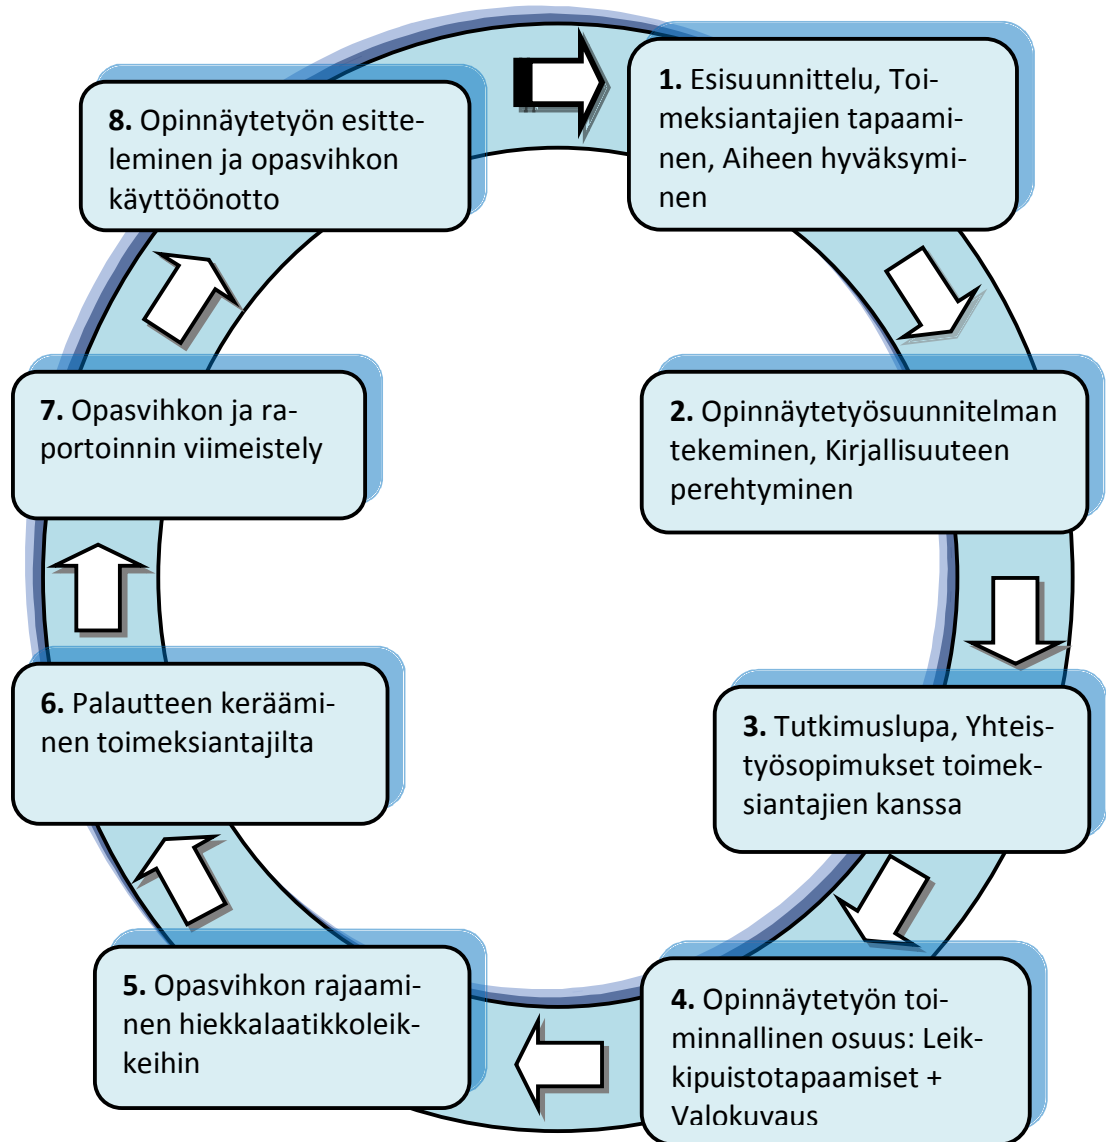 1. Esisuunnittelu, Toi-
meksiantajien tapaami-
nen, Aiheen hyväksymi-
nen
2. Opinnäytetyösuunnitelman
tekeminen, Kirjallisuuteen
perehtyminen
3. Tutkimuslupa, Yhteis-
työsopimukset toimek-
siantajien kanssa
4. Opinnäytetyön toi-
minnallinen osuus: Leik-
kipuistotapaamiset +
Valokuvaus
5. Opasvihkon rajaami-
nen hiekkalaatikkoleik-
keihin
6. Palautteen keräämi-
nen toimeksiantajilta
7. Opasvihkon ja ra-
portoinnin viimeistely
8. Opinnäytetyön esitte-
leminen ja opasvihkon
käyttöönotto